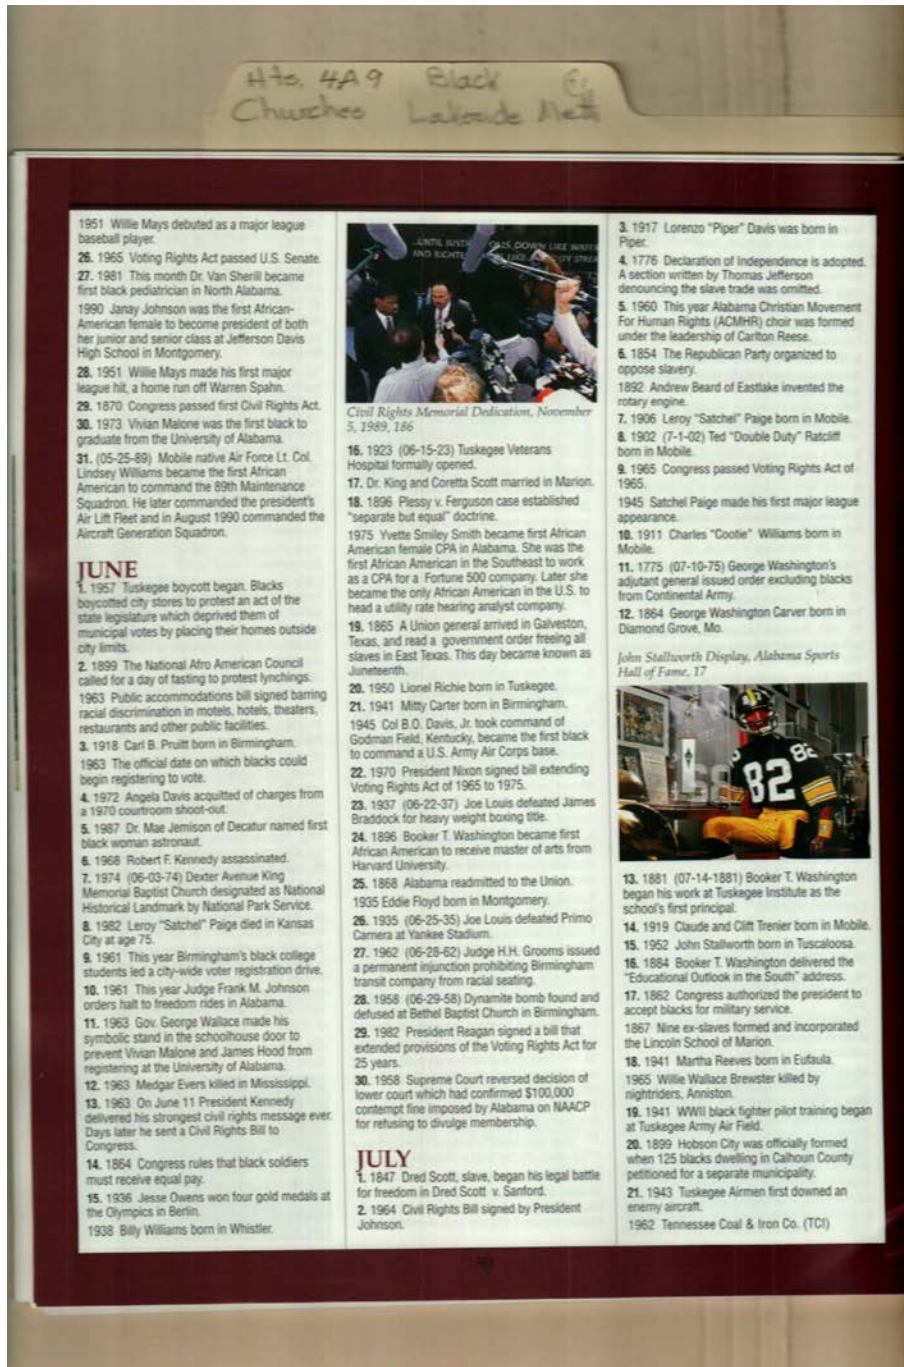 Hto. 4A9 Black
Churches Lakeside Meth
1951 Willie Mays debuted as a major league
baseball player.
26. 1965 Voting Rights Act passed U.S. Senate.
27. 1981 This month Dr. Van Sherill became
first black pediatrician in North Alabama.
1990 Janay Johnson was the first African-
American female to become president of both
her junior and senior class at Jefferson Davis
High School in Montgomery.
28. 1951 Willie Mays made his first major
league hit, a home run off Warren Spahn.
29. 1870 Congress passed first Civil Rights Act.
30. 1973 Vivian Malone was the first black to
graduate from the University of Alabama.
31. (05-25-89) Mobile native Air Force Lt. Col.
Lindsey Williams became the first African
American to command the 89th Maintenance
Squadron. He later commanded the president's
Air Lift Fleet and in August 1990 commanded the
Aircraft Generation Squadron.
JUNE
1. 1957 Tuskegee boycott began. Blacks
boycotted city stores to protest an act of the
state legislature which deprived them of
municipal votes by placing their homes outside
city limits.
2. 1899 The National Afro American Council
called for a day of fasting to protest lynchings.
1963 Public accommodations bill signed barring
racial discrimination in motels, hotels, theaters,
restaurants and other public facilities.
3. 1918 Carl B. Pruitt born in Birmingham.
1963 The official date on which blacks could
begin registering to vote.
4. 1972 Angela Davis acquitted of charges from
a 1970 courtroom shoot-out.
5. 1987 Dr. Mae Jemison of Decatur named first
black woman astronaut.
6. 1968 Robert F. Kennedy assassinated.
7. 1974 (06-03-74) Dexter Avenue King
Memorial Baptist Church designated as National
Historical Landmark by National Park Service.
8. 1982 Leroy "Satchel" Paige died in Kansas
City at age 75.
9. 1961 This year Birmingham's black college
students led a city-wide voter registration drive.
10. 1961 This year Judge Frank M. Johnson
orders halt to freedom rides in Alabama.
11. 1963 Gov. George Wallace made his
symbolic stand in the schoolhouse door to
prevent Vivian Malone and James Hood from
registering at the University of Alabama.
12. 1963 Medgar Evers killed in Mississippi.
13. 1963 On June 11 President Kennedy
delivered his strongest civil rights message ever.
Days later he sent a Civil Rights Bill to
Congress.
14. 1864 Congress rules that black soldiers
must receive equal pay.
15. 1936 Jesse Owens won four gold medals at
the Olympics in Berlin.
1938 Billy Williams born in Whistler.
...UNTIL JUSTI OLLS DOWN LIKE WATER
AND RIGHTE LIKE TY STREA
Civil Rights Memorial Dedication, November
5, 1989, 186
16. 1923 (06-15-23) Tuskegee Veterans
Hospital formally opened.
17. Dr. King and Coretta Scott married in Marion.
18. 1896 Plessy v. Ferguson case established
"separate but equal" doctrine.
1975 Yvette Smiley Smith became first African
American female CPA in Alabama. She was the
first African American in the Southeast to work
as a CPA for a Fortune 500 company. Later she
became the only African American in the U.S. to
head a utility rate hearing analyst company.
19. 1865 A Union general arrived in Galveston,
Texas, and read a government order freeing all
slaves in East Texas. This day became known as
Juneteenth.
20. 1950 Lionel Richie born in Tuskegee.
21. 1941 Mitty Carter born in Birmingham.
1945 Col B.O. Davis, Jr. took command of
Godman Field, Kentucky, became the first black
to command a U.S. Army Air Corps base.
22. 1970 President Nixon signed bill extending
Voting Rights Act of 1965 to 1975.
23. 1937 (06-22-37) Joe Louis defeated James
Braddock for heavy weight boxing title.
24. 1896 Booker T. Washington became first
African American to receive master of arts from
Harvard University.
25. 1868 Alabama readmitted to the Union.
1935 Eddie Floyd born in Montgomery.
26. 1935 (06-25-35) Joe Louis defeated Primo
Carnera at Yankee Stadium.
27. 1962 (06-28-62) Judge H.H. Grooms issued
a permanent injunction prohibiting Birmingham
transit company from racial seating.
28. 1958 (06-29-58) Dynamite bomb found and
defused at Bethel Baptist Church in Birmingham.
29. 1982 President Reagan signed a bill that
extended provisions of the Voting Rights Act for
25 years.
30. 1958 Supreme Court reversed decision of
lower court which had confirmed $100,000
contempt fine imposed by Alabama on NAACP
for refusing to divulge membership.
JULY
1. 1847 Dred Scott, slave, began his legal battle
for freedom in Dred Scott v. Sanford.
2. 1964 Civil Rights Bill signed by President
Johnson.
3. 1917 Lorenzo "Piper" Davis was born in
Piper.
4. 1776 Declaration of Independence is adopted.
A section written by Thomas Jefferson
denouncing the slave trade was omitted.
5. 1960 This year Alabama Christian Movement
For Human Rights (ACMHR) choir was formed
under the leadership of Carlton Reese.
6. 1854 The Republican Party organized to
oppose slavery.
1892 Andrew Beard of Eastlake invented the
rotary engine.
7. 1906 Leroy "Satchel" Paige born in Mobile.
8. 1902 (7-1-02) Ted "Double Duty" Ratcliff
born in Mobile.
9. 1965 Congress passed Voting Rights Act of
1965.
1945 Satchel Paige made his first major league
appearance.
10. 1911 Charles "Cootie" Williams born in
Mobile.
11. 1775 (07-10-75) George Washington's
adjutant general issued order excluding blacks
from Continental Army.
12. 1864 George Washington Carver born in
Diamond Grove, Mo.
John Stallworth Display, Alabama Sports
Hall of Fame, 17
82
82
13. 1881 (07-14-1881) Booker T. Washington
began his work at Tuskegee Institute as the
school's first principal.
14. 1919 Claude and Clift Trenier born in Mobile.
15. 1952 John Stallworth born in Tuscaloosa.
16. 1884 Booker T. Washington delivered the
"Educational Outlook in the South" address.
17. 1862 Congress authorized the president to
accept blacks for military service.
1867 Nine ex-slaves formed and incorporated
the Lincoln School of Marion.
18. 1941 Martha Reeves born in Eufaula.
1965 Willie Wallace Brewster killed by
nightriders, Anniston.
19. 1941 WWII black fighter pilot training began
at Tuskegee Army Air Field.
20. 1899 Hobson City was officially formed
when 125 blacks dwelling in Calhoun County
petitioned for a separate municipality.
21. 1943 Tuskegee Airmen first downed an
enemy aircraft.
1962 Tennessee Coal & Iron Co. (TCI)